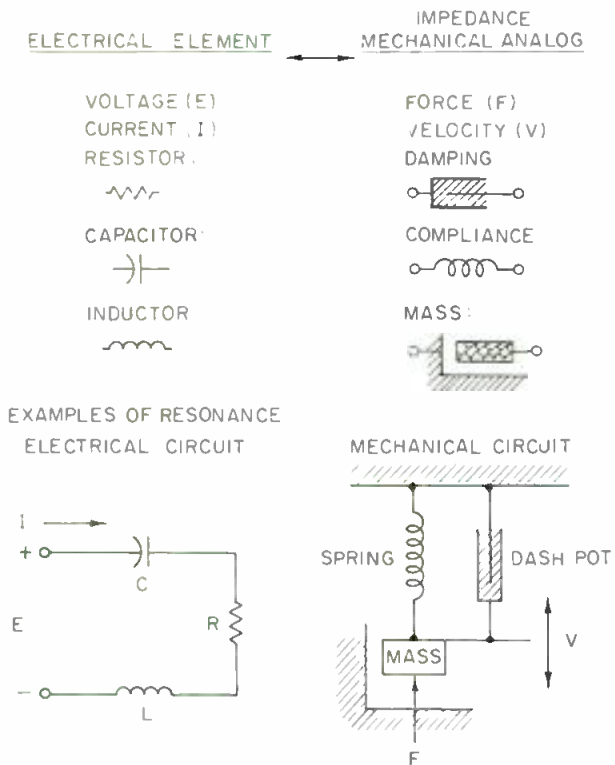 ELECTRICAL ELEMENT
IMPEDANCE
MECHANICAL ANALOG
VOLTAGE (E)
CURRENT (I)
RESISTOR:
CAPACITOR:
INDUCTOR
FORCE (F)
VELOCITY (V)
DAMPING
COMPLIANCE
MASS:
EXAMPLES OF RESONANCE
ELECTRICAL CIRCUIT
I
+
C
E
R
-
L
MECHANICAL CIRCUIT
SPRING
DASH POT
MASS
V
F